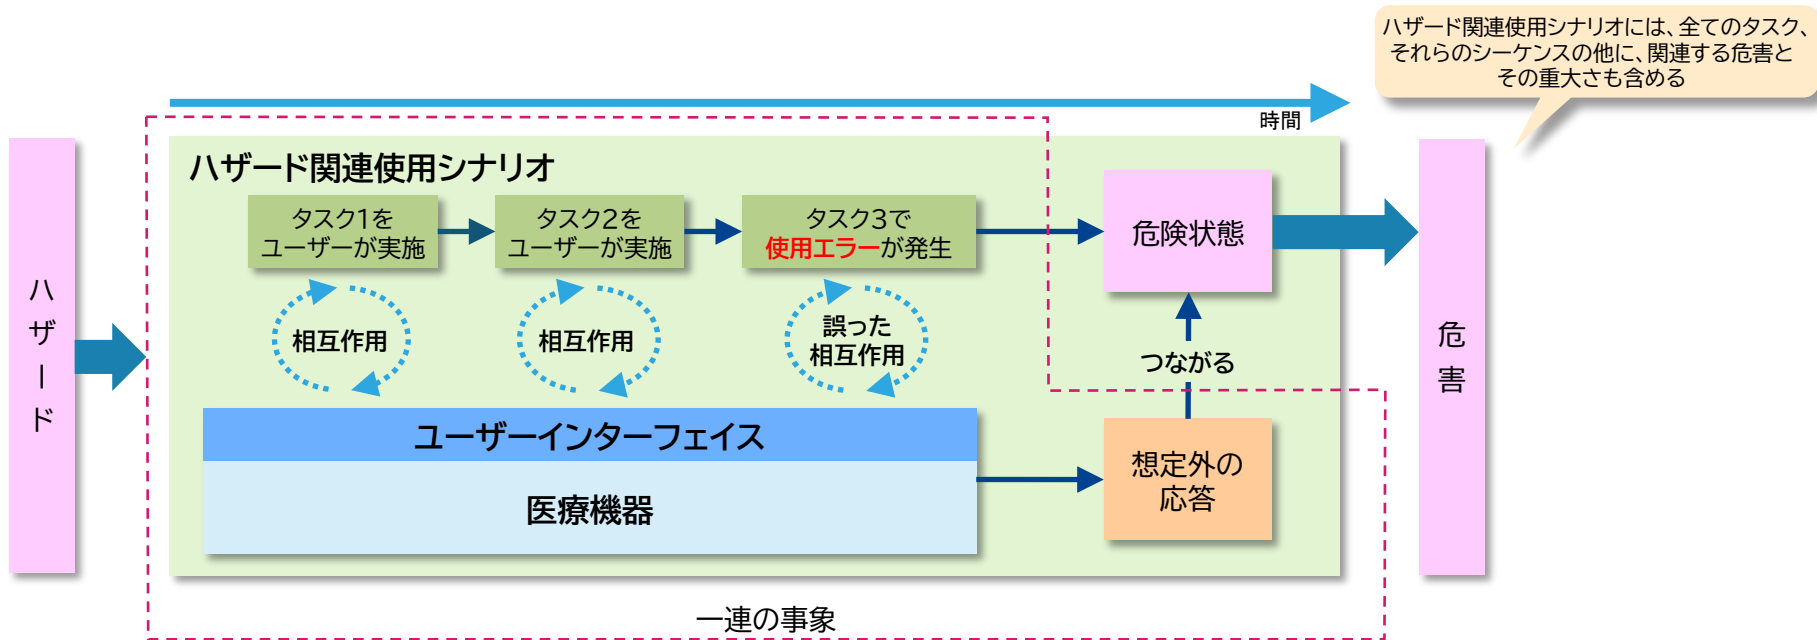 ハザード関連使用シナリオには、全てのタスク、
それらのシーケンスの他に、関連する危害と
その重大さも含める
時間
ハザード
ハザード関連使用シナリオ
タスク1を
ユーザーが実施
タスク2を
ユーザーが実施
タスク3で
使用エラーが発生
危険状態
相互作用
相互作用
誤った
相互作用
つながる
危害
ユーザーインターフェイス
医療機器
想定外の
応答
一連の事象